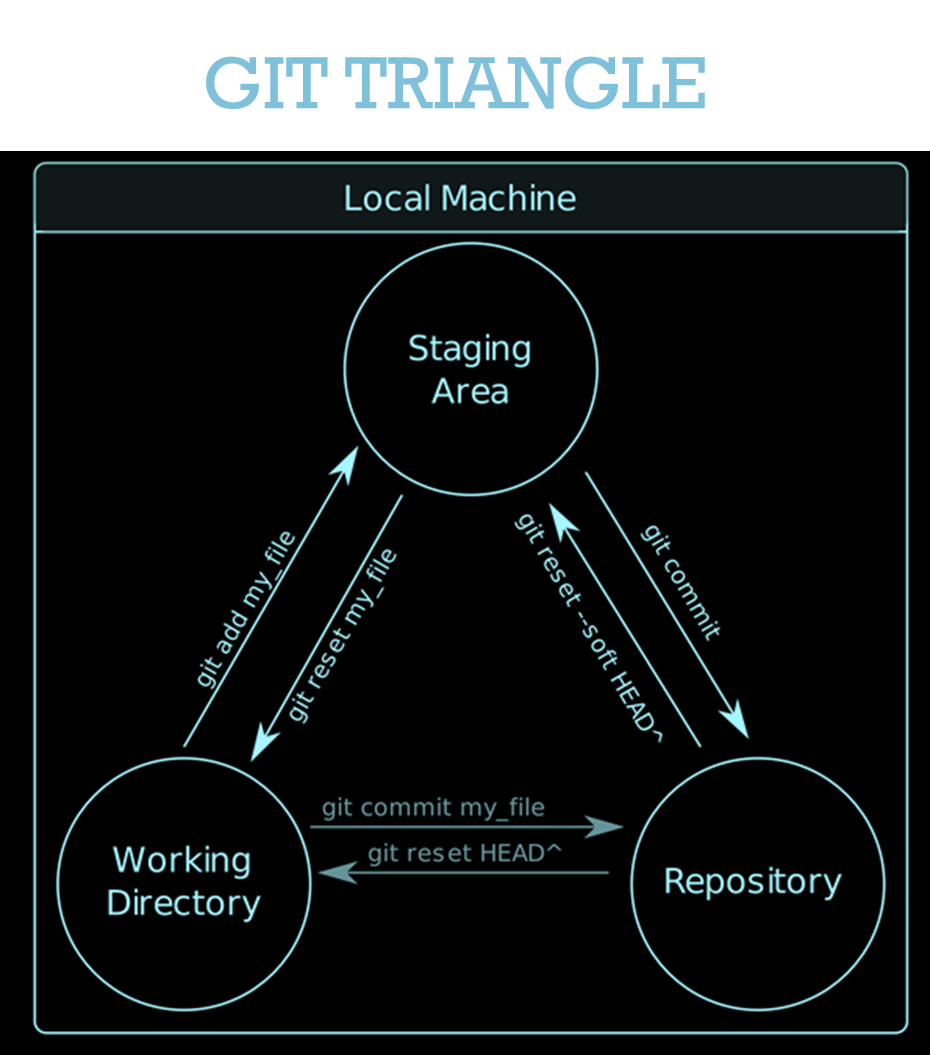 GIT TRIANGLE
Local Machine
Staging
Area
git add my_file
git reset my_file
git reset --soft HEAD^
git commit
git commit my_file
git reset HEAD^
Working
Directory
Repository